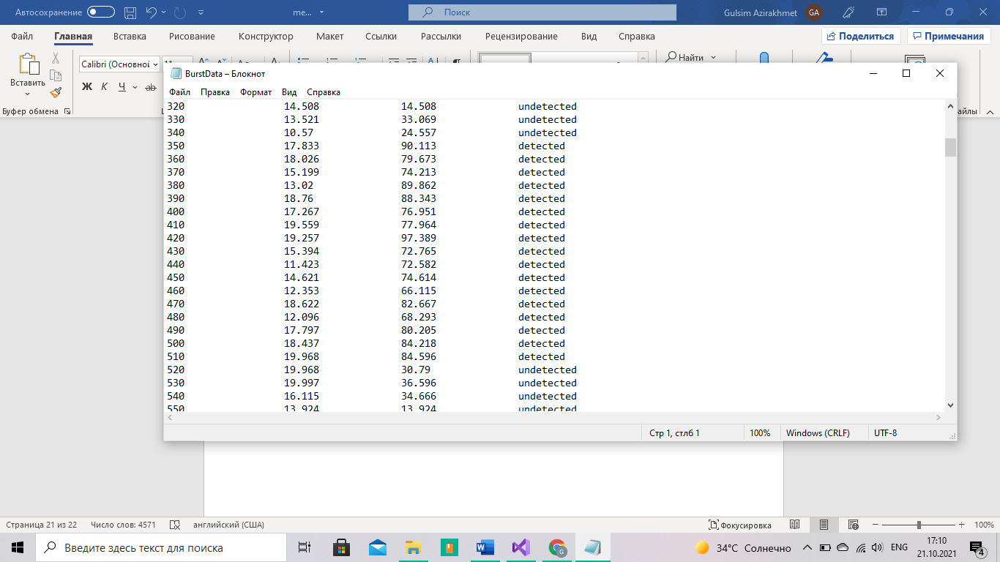 Автосохранение
me...
Поиск
Gulsim Azirakhmet
GA
Файл Главная Вставка Рисование Конструктор Макет Ссылки Рассылки Рецензирование Вид Справка
Поделиться
Примечания
Вставить
Calibri (Основной
Ж К Ч ab
Найти
Буфер обмена
BurstData – Блокнот
Файл Правка Формат Вид Справка
320 14.508 14.508 undetected
330 13.521 33.069 undetected
340 10.57 24.557 undetected
350 17.833 90.113 detected
360 18.026 79.673 detected
370 15.199 74.213 detected
380 13.02 89.862 detected
390 18.76 88.343 detected
400 17.267 76.951 detected
410 19.559 77.964 detected
420 19.257 97.389 detected
430 15.394 72.765 detected
440 11.423 72.582 detected
450 14.621 74.614 detected
460 12.353 66.115 detected
470 18.622 82.667 detected
480 12.096 68.293 detected
490 17.797 80.205 detected
500 18.437 84.218 detected
510 19.968 84.596 detected
520 19.968 30.79 undetected
530 19.997 36.596 undetected
540 16.115 34.666 undetected
550 13.924 13.924 undetected
Стр 1, стлб 1 100% Windows (CRLF) UTF-8
Страница 21 из 22 Число слов: 4571 английский (США) Фокусировка 100%
Введите здесь текст для поиска
34°C Солнечно
ENG
17:10
21.10.2021
4